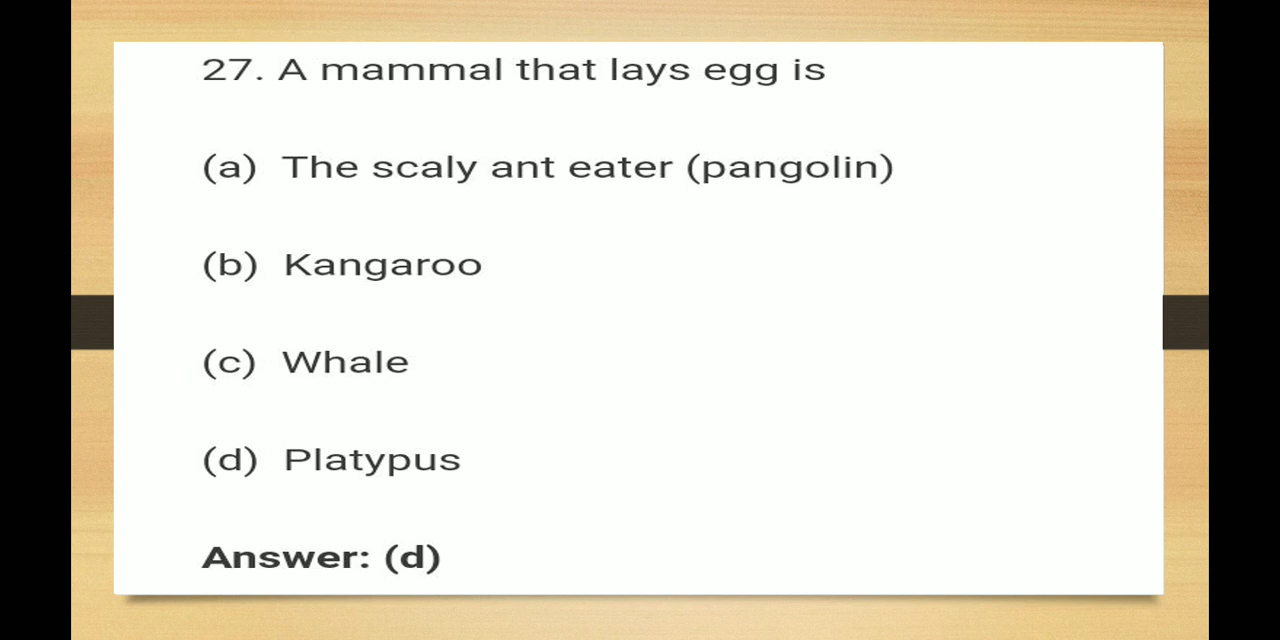 27. A mammal that lays egg is
(a) The scaly ant eater (pangolin)
(b) Kangaroo
(c) Whale
(d) Platypus
Answer: (d)